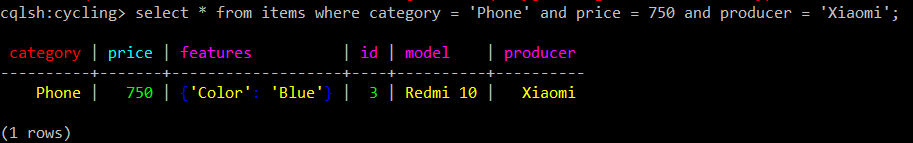 cqlsh:cycling> select * from items where category = 'Phone' and price = 750 and producer = 'Xiaomi';
 category | price | features          | id | model    | producer
----------+-------+-------------------+----+----------+----------
    Phone |   750 | {'Color': 'Blue'} |  3 | Redmi 10 |   Xiaomi
(1 rows)